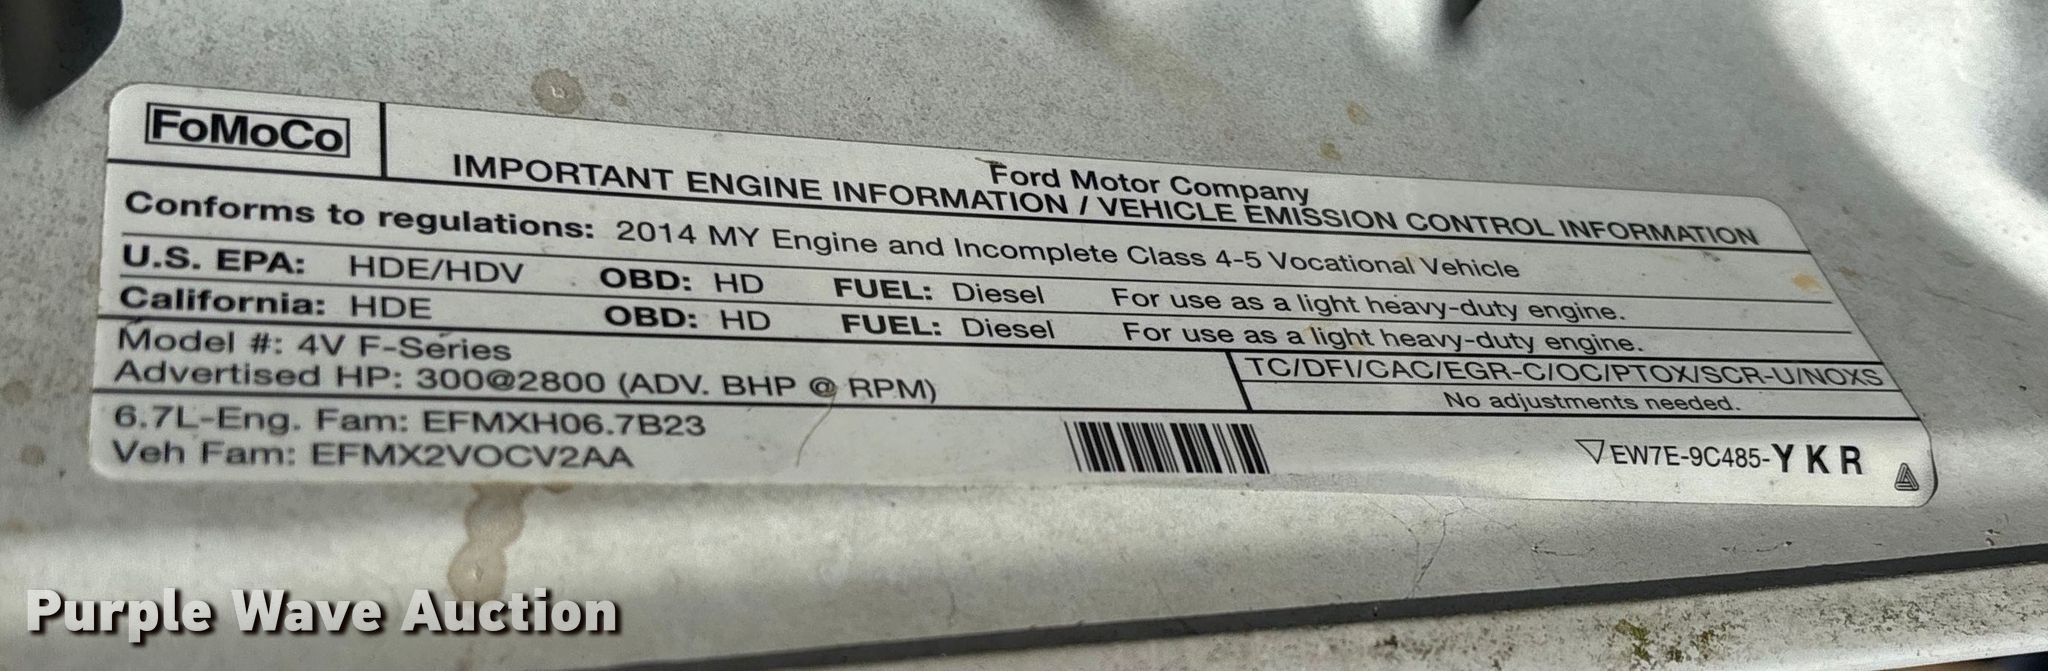 FoMoCo
Ford Motor Company
IMPORTANT ENGINE INFORMATION / VEHICLE EMISSION CONTROL INFORMATION
Conforms to regulations: 2014 MY Engine and Incomplete Class 4-5 Vocational Vehicle
U.S. EPA: HDE/HDV OBD: HD FUEL: Diesel For use as a light heavy-duty engine.
California: HDE OBD: HD FUEL: Diesel For use as a light heavy-duty engine.
Model #: 4V F-Series
Advertised HP: 300@2800 (ADV. BHP @ RPM)
TC/DFI/CAC/EGR-C/OC/PTOX/SCR-U/NOXS
No adjustments needed.
6.7L-Eng. Fam: EFMXH06.7B23
Veh Fam: EFMX2VOCV2AA
EW7E-9C485-YKR
Purple Wave Auction